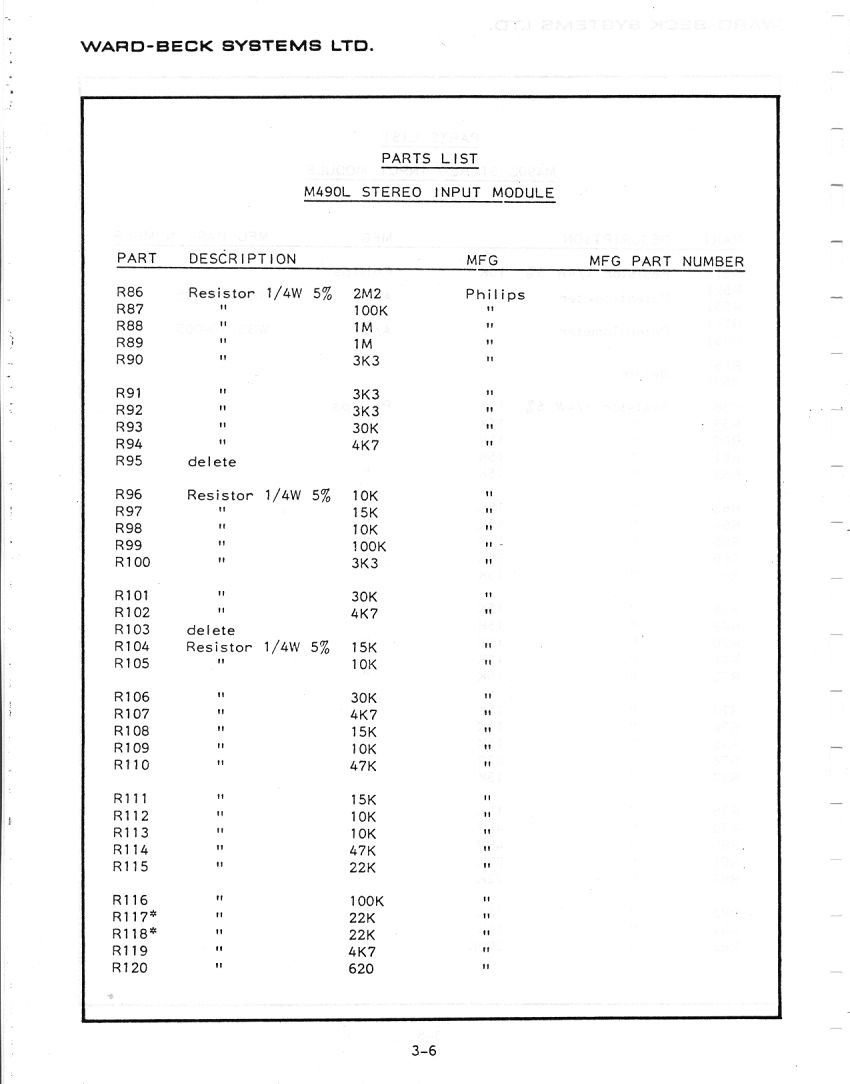 WARD-BECK SYSTEMS LTD.
PARTS LIST
M490L STEREO INPUT MODULE
PART DESCRIPTION MFG MFG PART NUMBER
R86 Resistor 1/4W 5% 2M2 Philips
R87 " 100K "
R88 " 1M "
R89 " 1M "
R90 " 3K3 "
R91 " 3K3 "
R92 " 3K3 "
R93 " 30K "
R94 " 4K7 "
R95 delete
R96 Resistor 1/4W 5% 10K "
R97 " 15K "
R98 " 10K "
R99 " 100K "
R100 " 3K3 "
R101 " 30K "
R102 " 4K7 "
R103 delete
R104 Resistor 1/4W 5% 15K "
R105 " 10K "
R106 " 30K "
R107 " 4K7 "
R108 " 15K "
R109 " 10K "
R110 " 47K "
R111 " 15K "
R112 " 10K "
R113 " 10K "
R114 " 47K "
R115 " 22K "
R116 " 100K "
R117* " 22K "
R118* " 22K "
R119 " 4K7 "
R120 " 620 "
3-6